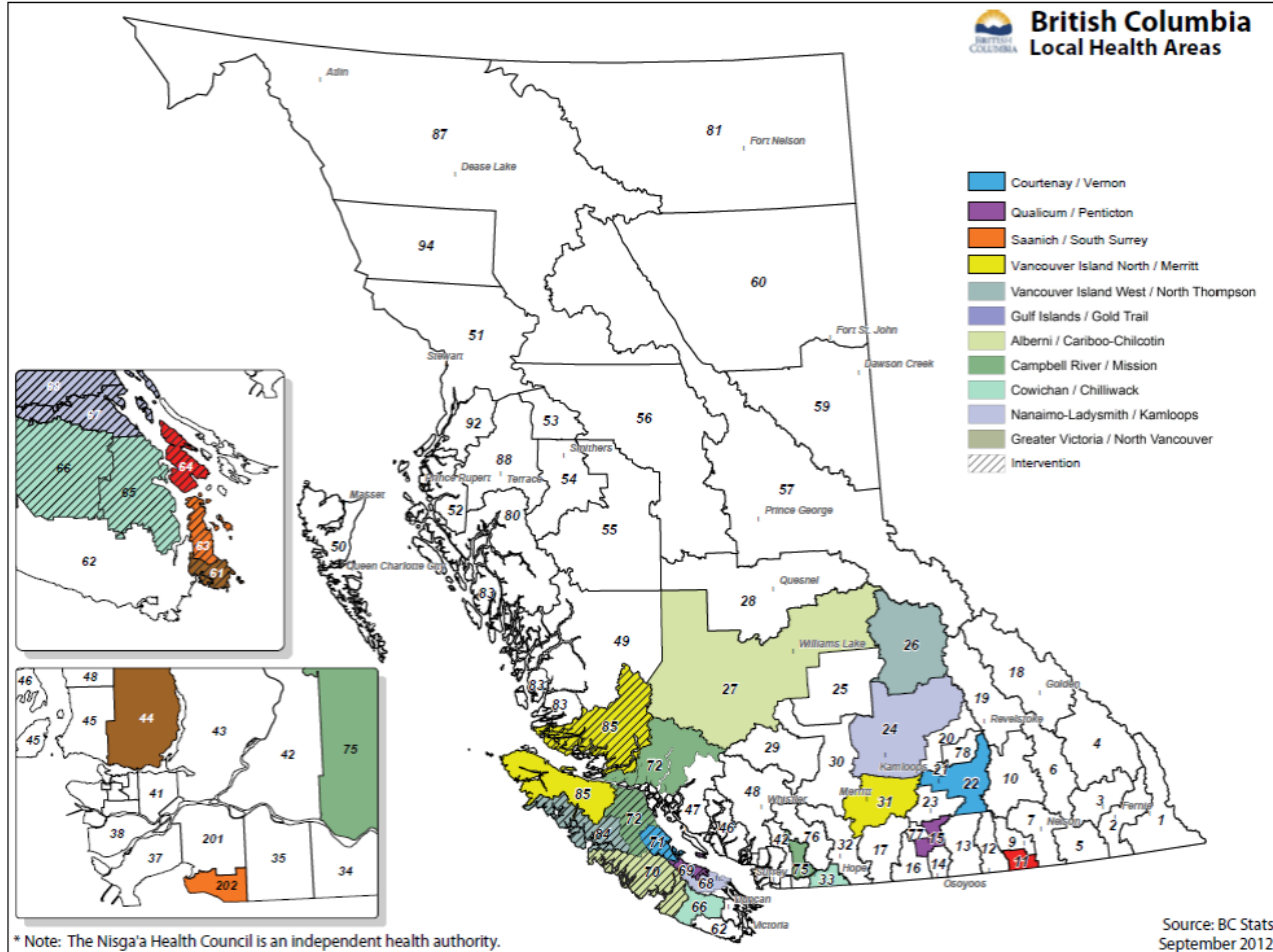 British Columbia
Local Health Areas
BRITISH
COLUMBIA
Atlin
87
81
Fort Nelson
Dease Lake
94
60
51
Stewart
Fort St. John
Dawson Creek
59
56
92
53
88
Smithers
Prince Rupert
Terrace
54
57
Masset
52
80
55
Prince George
50
Queen Charlotte City
83
28
Quesnel
49
Williams Lake
26
27
25
18
Golden
83
83
19
Revelstoke
85
24
4
29
20
78
72
30
Kamloops
21
22
10
6
85
48
Merritt
31
47
Whistler
23
3
Fernie
72
46
7
Nelson
2
1
84
42
76
77
15
71
32
17
13
12
9
5
75
Hope
16
14
11
70
69
68
Surrey
33
Osoyoos
66
Duncan
62
Victoria
Courtenay / Vernon
Qualicum / Penticton
Saanich / South Surrey
Vancouver Island North / Merritt
Vancouver Island West / North Thompson
Gulf Islands / Gold Trail
Alberni / Cariboo-Chilcotin
Campbell River / Mission
Cowichan / Chilliwack
Nanaimo-Ladysmith / Kamloops
Greater Victoria / North Vancouver
Intervention
68
67
66
65
64
63
62
61
46
48
44
43
45
45
42
75
41
38
201
37
35
34
202
* Note: The Nisga'a Health Council is an independent health authority.
Source: BC Stats
September 2012